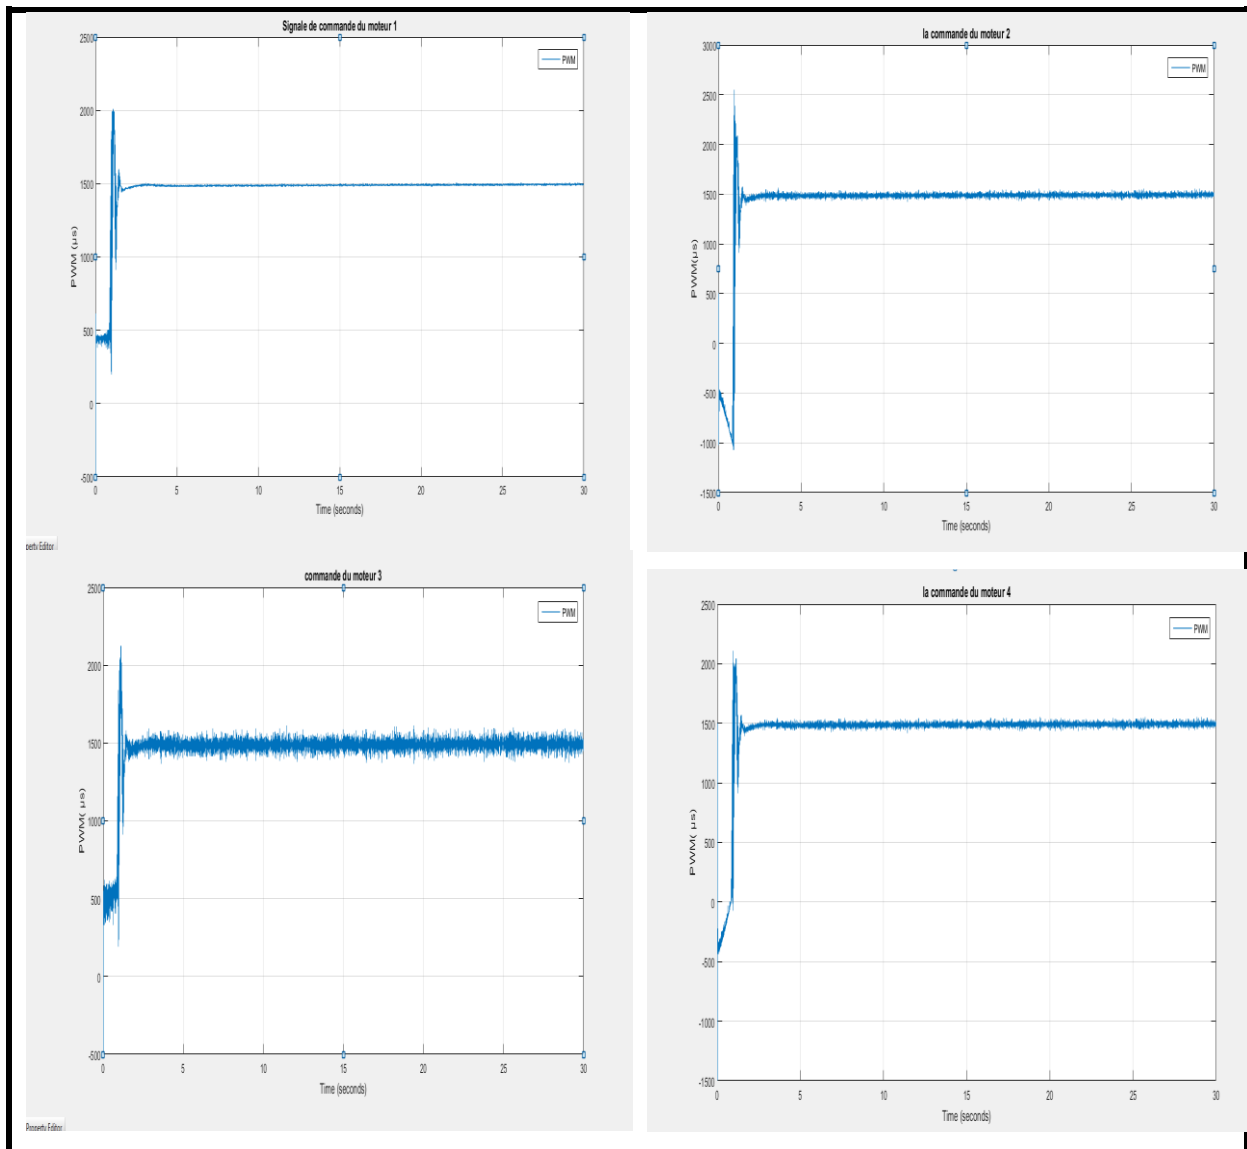 Signale de commande du moteur 1
PWM
2500
2000
1500
1000
500
0
-500
PWM (µs)
0 5 10 15 20 25 30
Time (seconds)
perty Editor
la commande du moteur 2
PWM
3000
2500
2000
1500
1000
500
0
-500
-1000
-1500
PWM(µs)
0 5 10 15 20 25 30
Time (seconds)
commande du moteur 3
PWM
2500
2000
1500
1000
500
0
-500
PWM( µs)
0 5 10 15 20 25 30
Time (seconds)
Property Editor
la commande du moteur 4
PWM
2500
2000
1500
1000
500
0
-500
-1000
-1500
PWM( µs)
0 5 10 15 20 25 30
Time (seconds)